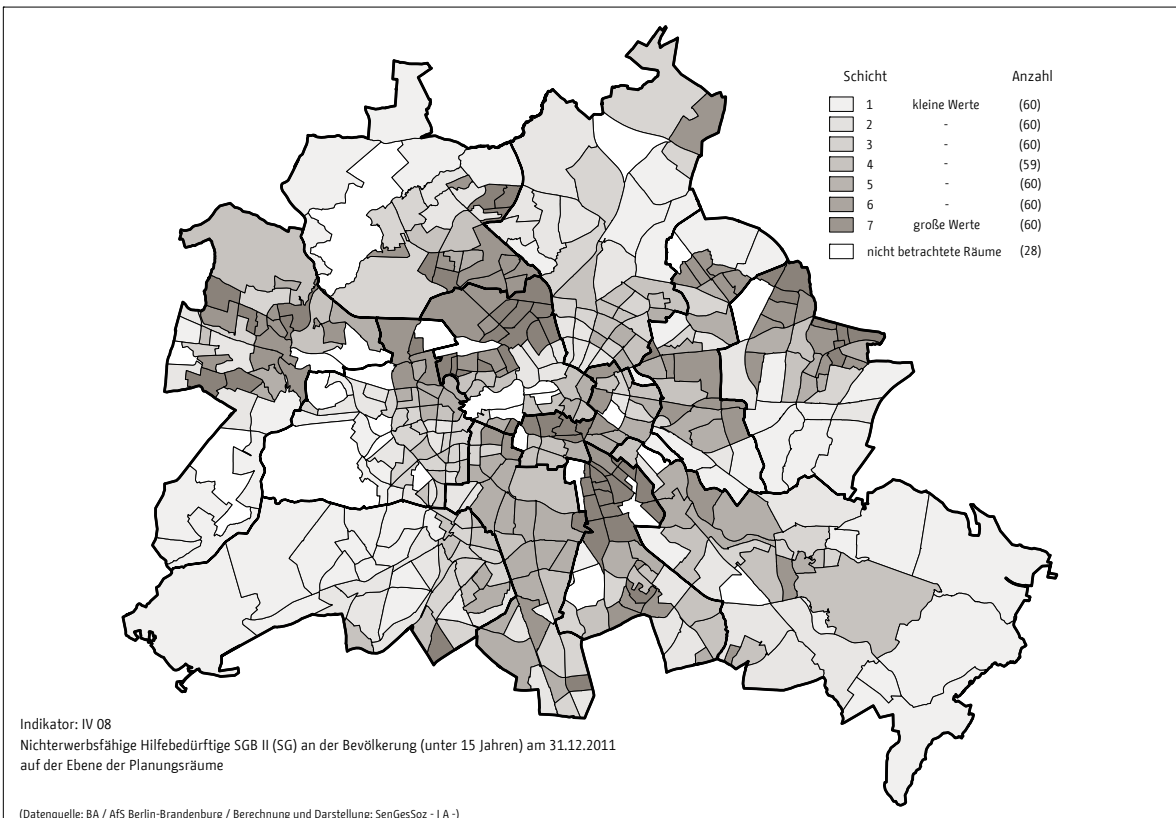 Schicht Anzahl
1 kleine Werte (60)
2 - (60)
3 - (60)
4 - (59)
5 - (60)
6 - (60)
7 große Werte (60)
nicht betrachtete Räume (28)
Indikator: IV 08
Nichterwerbsfähige Hilfebedürftige SGB II (SG) an der Bevölkerung (unter 15 Jahren) am 31.12.2011
auf der Ebene der Planungsräume
(Datenquelle: BA / AfS Berlin-Brandenburg / Berechnung und Darstellung: SenGesSoz - I A -)